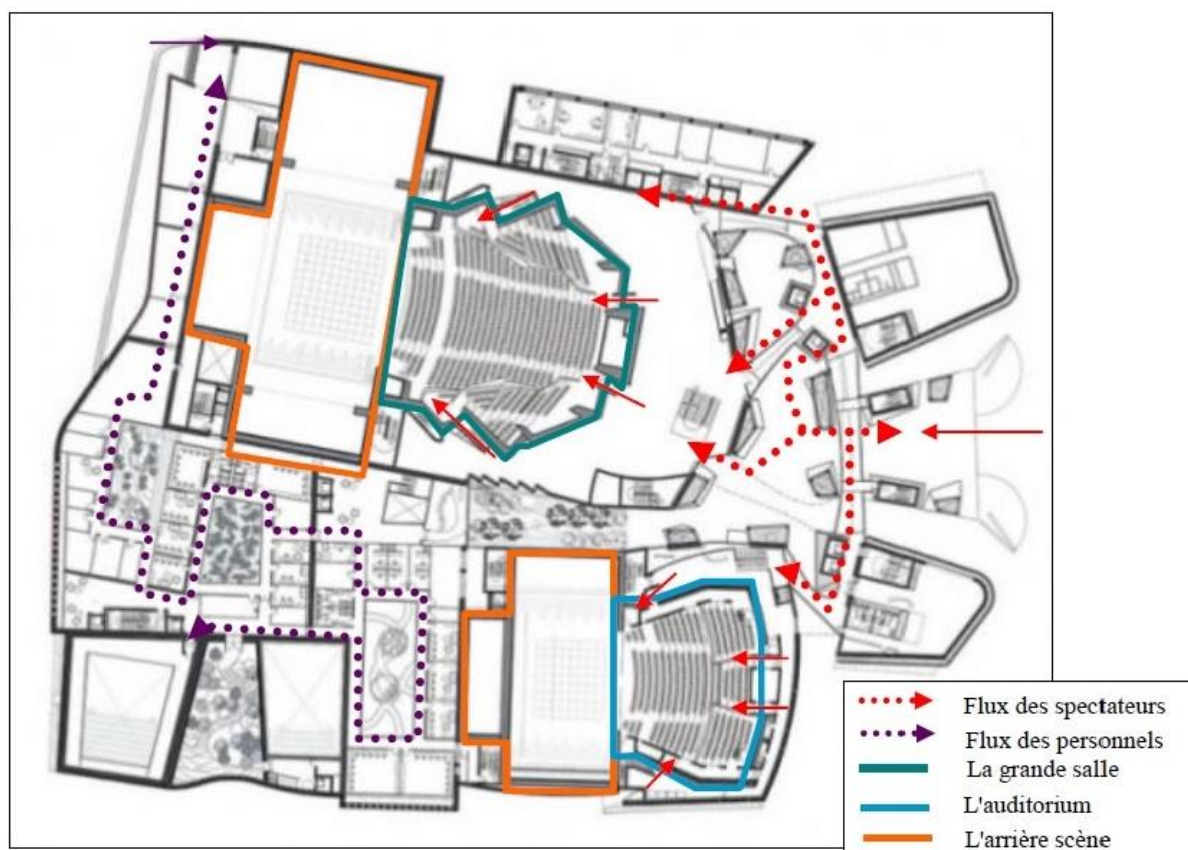 Flux des spectateurs
Flux des personnels
La grande salle
L'auditorium
L'arrière scène